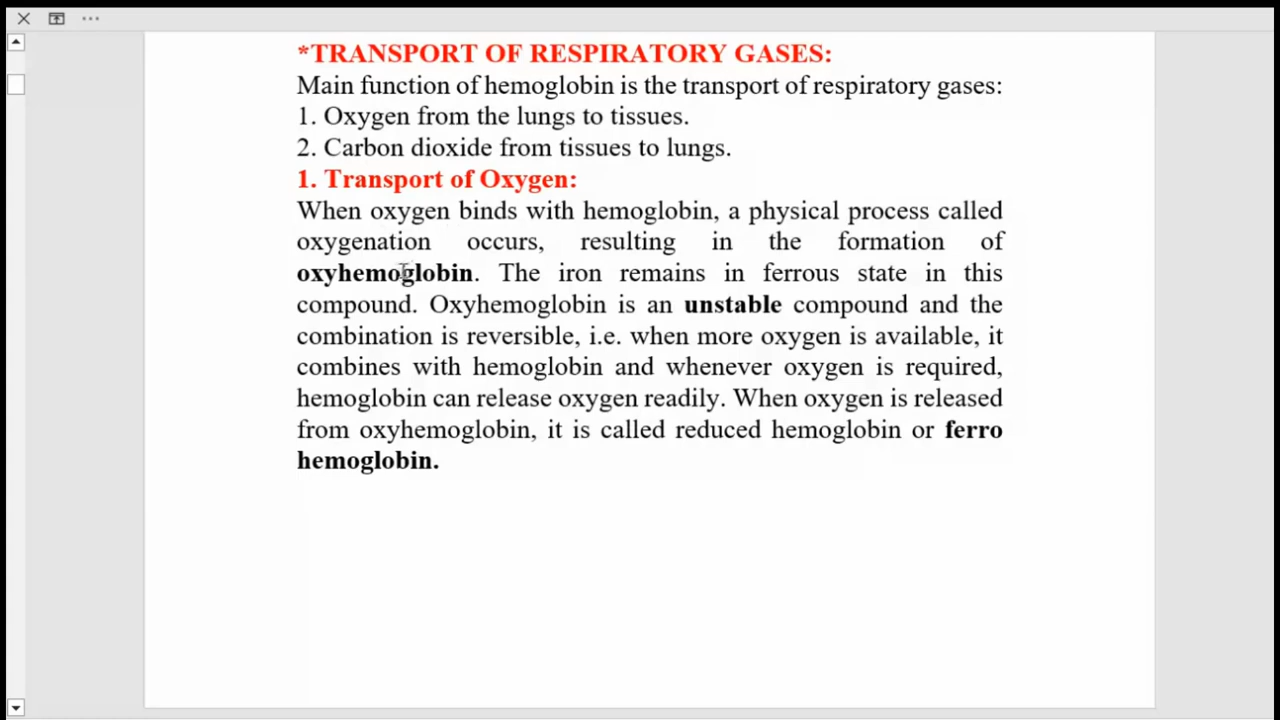 *TRANSPORT OF RESPIRATORY GASES:
Main function of hemoglobin is the transport of respiratory gases:
1. Oxygen from the lungs to tissues.
2. Carbon dioxide from tissues to lungs.
1. Transport of Oxygen:
When oxygen binds with hemoglobin, a physical process called
oxygenation occurs, resulting in the formation of
oxyhemoglobin. The iron remains in ferrous state in this
compound. Oxyhemoglobin is an unstable compound and the
combination is reversible, i.e. when more oxygen is available, it
combines with hemoglobin and whenever oxygen is required,
hemoglobin can release oxygen readily. When oxygen is released
from oxyhemoglobin, it is called reduced hemoglobin or ferro
hemoglobin.